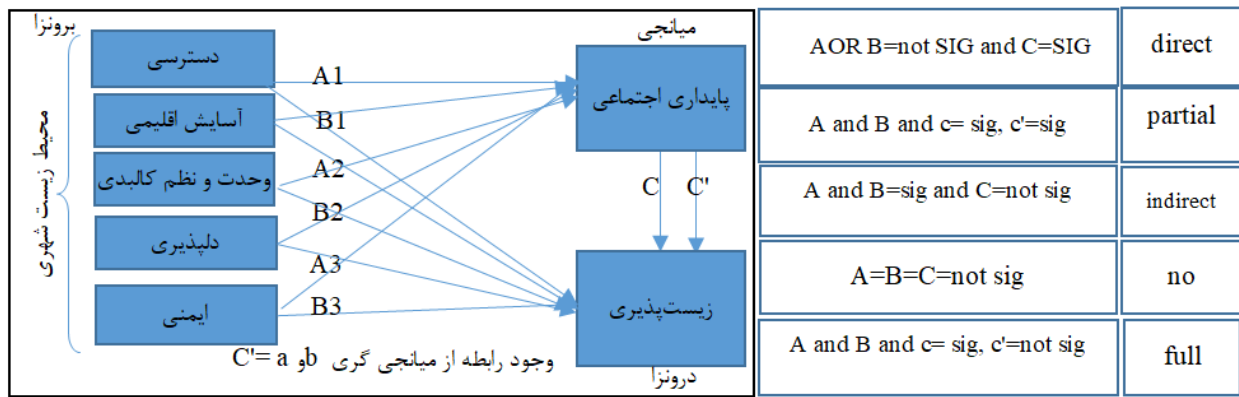 برونزا
محیط زیست شهری
دسترسی
آسایش اقلیمی
وحدت و نظم کالبدی
دلپذیری
ایمنی
A1
B1
A2
B2
A3
B3
میانجی
پایداری اجتماعی
C
C'
زیست‌پذیری
درونزا
وجود رابطه از میانجی گری bو C'= a
AOR B=not SIG and C=SIG
direct
A and B and c= sig, c'=sig
partial
A and B=sig and C=not sig
indirect
A=B=C=not sig
no
A and B and c= sig, c'=not sig
full